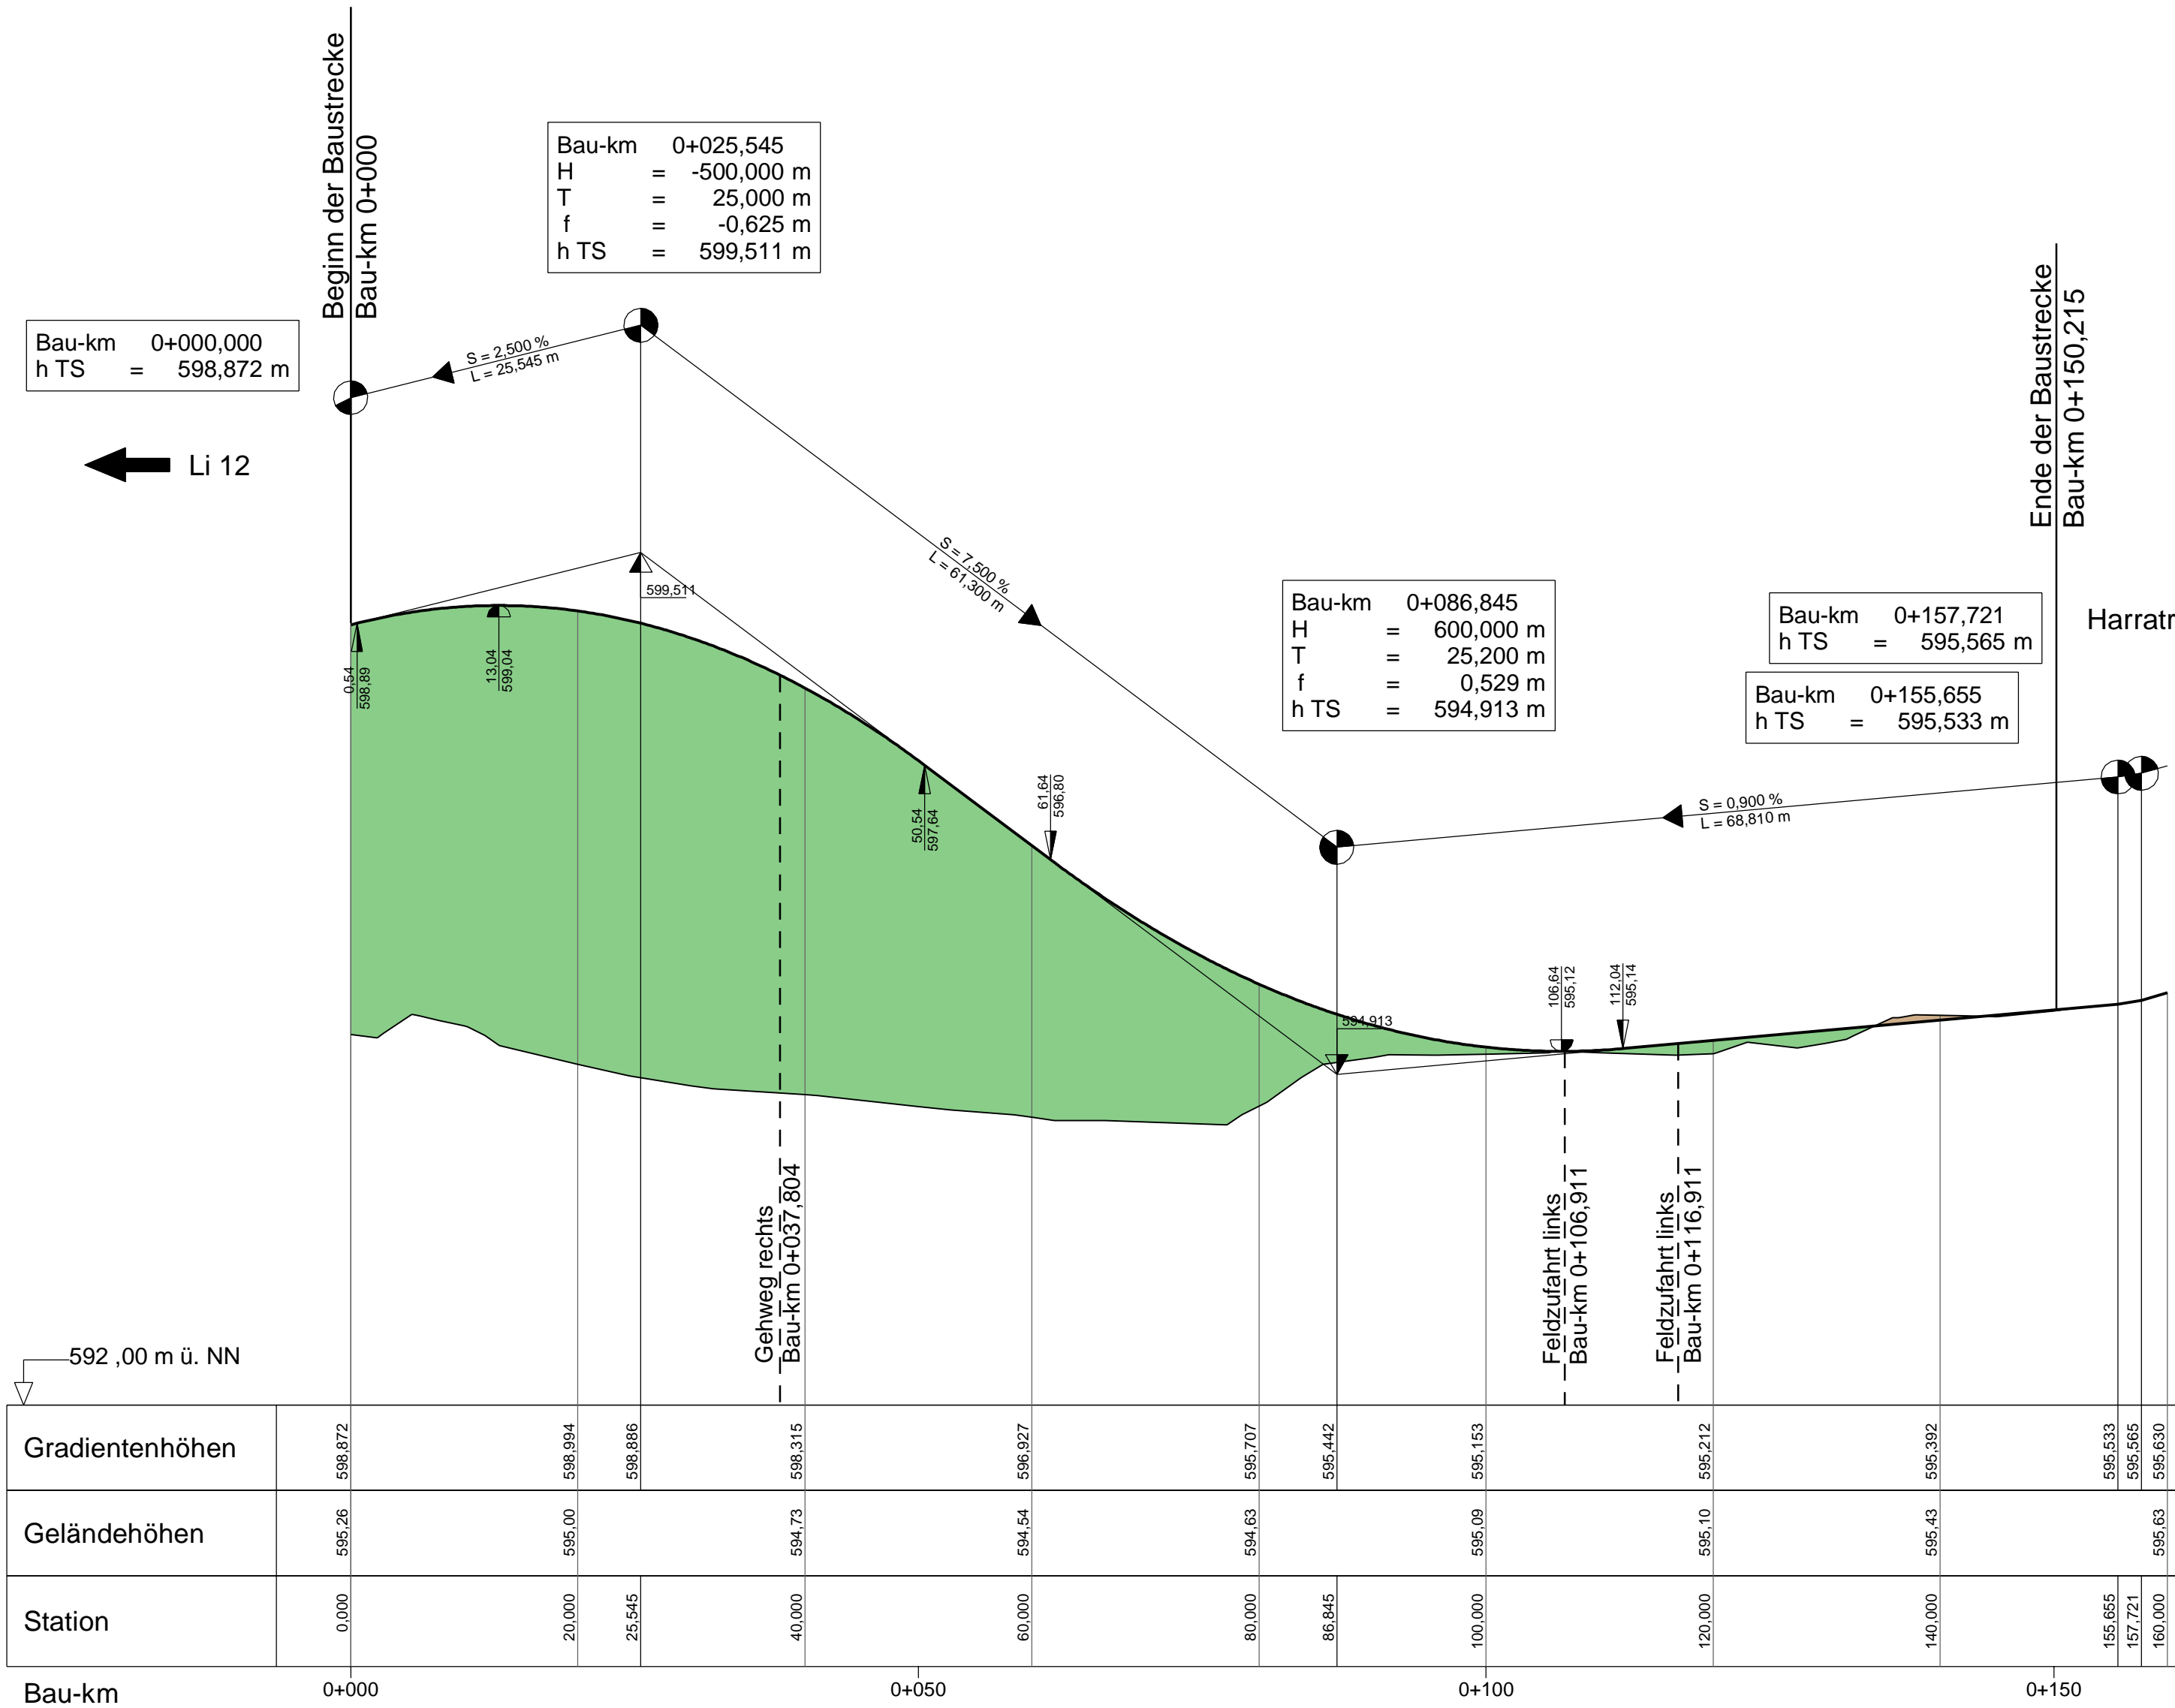 Beginn der Baustrecke
Bau-km 0+000
Bau-km 0+025,545
H = -500,000 m
T = 25,000 m
f = -0,625 m
h TS = 599,511 m
Bau-km 0+000,000
h TS = 598,872 m
S = 2,500 %
L = 25,545 m
Li 12
Ende der Baustrecke
Bau-km 0+150,215
S = 7,500 %
L = 61,300 m
599,511
0,54
598,89
13,04
599,04
50,54
597,64
61,64
596,80
Bau-km 0+086,845
H = 600,000 m
T = 25,200 m
f = 0,529 m
h TS = 594,913 m
Bau-km 0+157,721
h TS = 595,565 m
Harratr
Bau-km 0+155,655
h TS = 595,533 m
S = 0,900 %
L = 68,810 m
594,913
106,64
595,12
112,04
595,14
Gehweg rechts
Bau-km 0+037,804
Feldzufahrt links
Bau-km 0+106,911
Feldzufahrt links
Bau-km 0+116,911
592 ,00 m ü. NN
Gradientenhöhen 598,872 598,994 598,886 598,315 596,927 595,707 595,442 595,153 595,212 595,392 595,533 595,565 595,630
Geländehöhen 595,26 595,00 594,73 594,54 594,63 595,09 595,10 595,43 595,63
Station 0,000 20,000 25,545 40,000 60,000 80,000 86,845 100,000 120,000 140,000 155,655 157,721 160,000
Bau-km 0+000 0+050 0+100 0+150